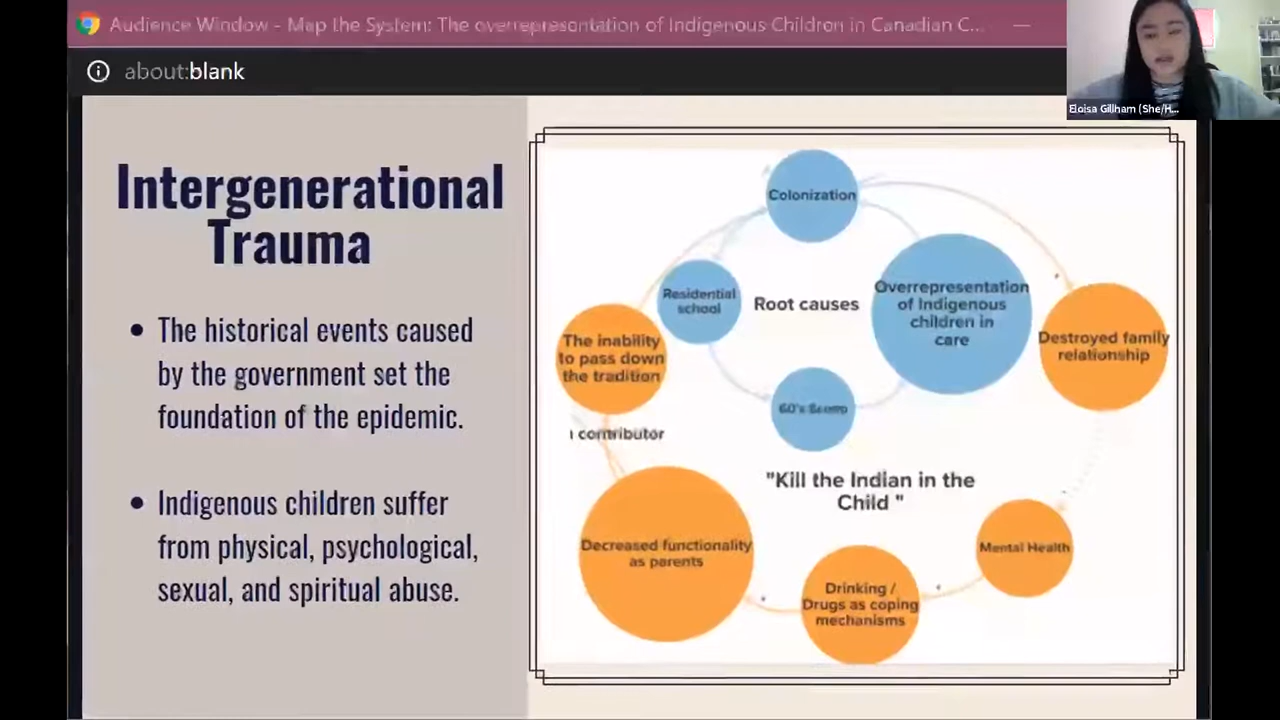 Audience Window - Map the System: The overrepresentation of Indigenous Children in Canadian C...
about:blank
Eloisa Gillham (She/H...
Intergenerational
Trauma
• The historical events caused
by the government set the
foundation of the epidemic.
• Indigenous children suffer
from physical, psychological,
sexual, and spiritual abuse.
Colonization
Residential
school
Root causes
Overrepresentation
of Indigenous
children in
care
The inability
to pass down
the tradition
Destroyed family
relationship
60's Scoop
contributor
"Kill the Indian in the
Child "
Decreased functionality
as parents
Mental Health
Drinking /
Drugs as coping
mechanisms